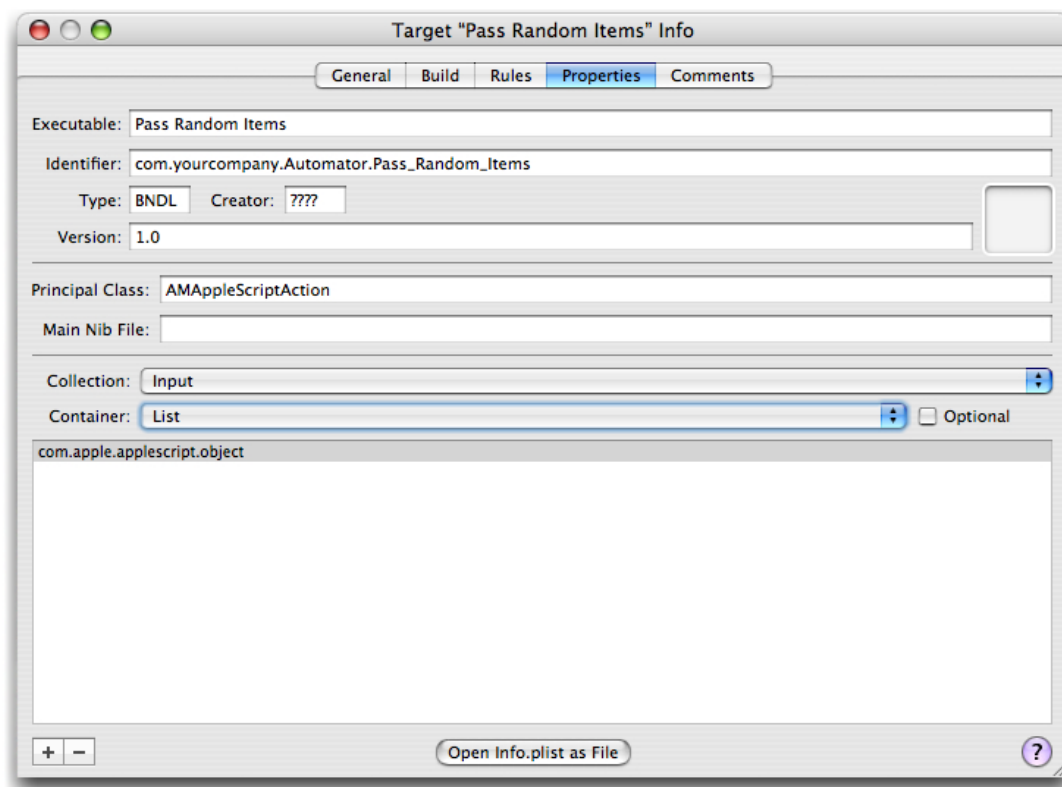 Target “Pass Random Items” Info
General Build Rules Properties Comments
Executable: Pass Random Items
Identifier: com.yourcompany.Automator.Pass_Random_Items
Type: BNDL Creator: ????
Version: 1.0
Principal Class: AMAppleScriptAction
Main Nib File:
Collection: Input
Container: List Optional
com.apple.applescript.object
+ − Open Info.plist as File ?